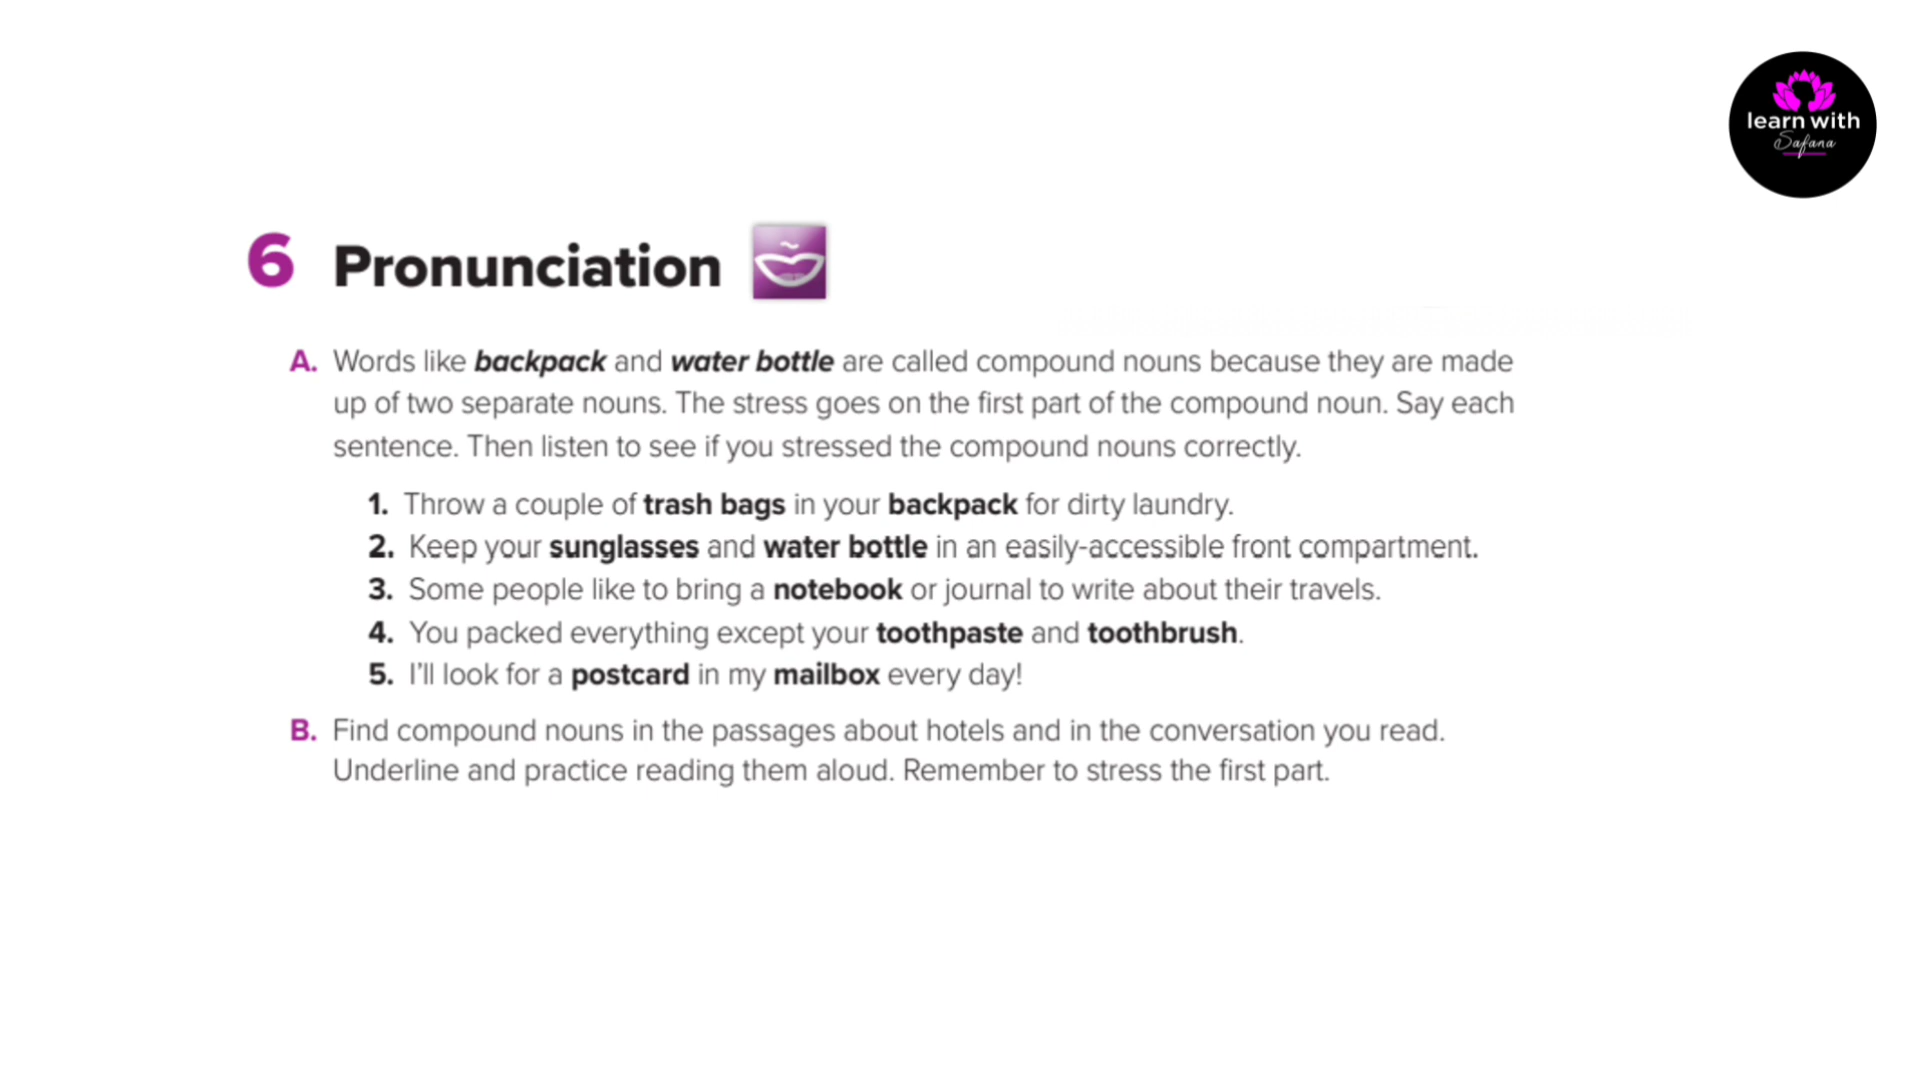 learn with
Safana
6 Pronunciation
A. Words like backpack and water bottle are called compound nouns because they are made
up of two separate nouns. The stress goes on the first part of the compound noun. Say each
sentence. Then listen to see if you stressed the compound nouns correctly.
1. Throw a couple of trash bags in your backpack for dirty laundry.
2. Keep your sunglasses and water bottle in an easily-accessible front compartment.
3. Some people like to bring a notebook or journal to write about their travels.
4. You packed everything except your toothpaste and toothbrush.
5. I'll look for a postcard in my mailbox every day!
B. Find compound nouns in the passages about hotels and in the conversation you read.
Underline and practice reading them aloud. Remember to stress the first part.